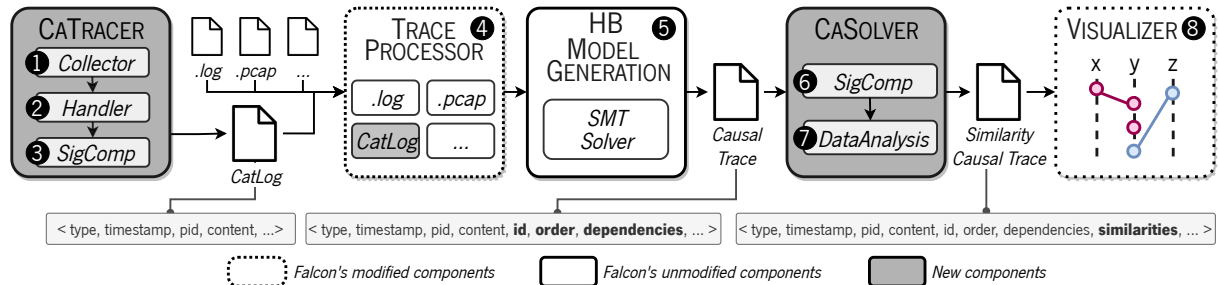 CATRACER
1 Collector
2 Handler
3 SigComp
.log .pcap ...
CatLog
TRACE
PROCESSOR 4
.log .pcap
CatLog ...
HB
MODEL 5
GENERATION
SMT
Solver
Causal
Trace
CASOLVER
6 SigComp
7 DataAnalysis
Similarity
Causal Trace
VISUALIZER 8
x y z
< type, timestamp, pid, content, ...>
< type, timestamp, pid, content, id, order, dependencies, ... >
< type, timestamp, pid, content, id, order, dependencies, similarities, ... >
Falcon's modified components
Falcon's unmodified components
New components